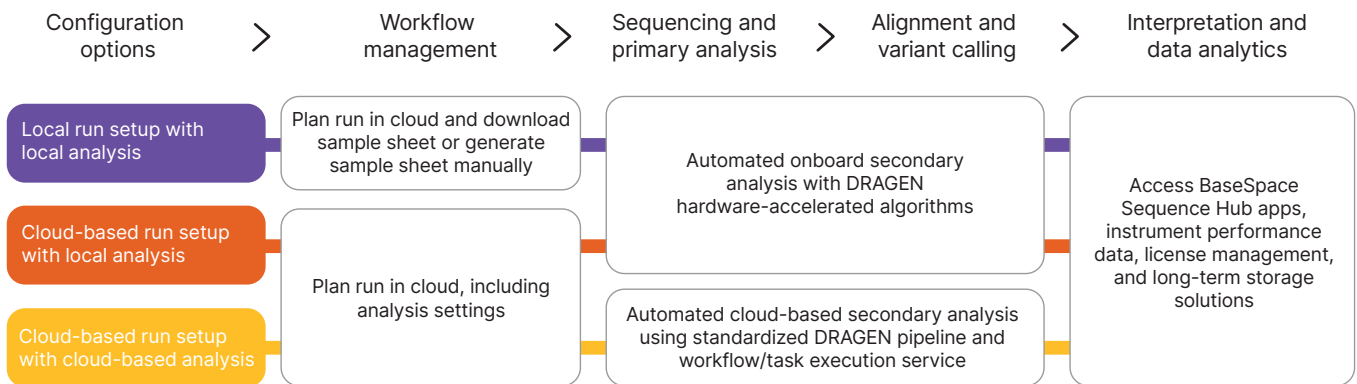 Configuration
options
Workflow
management
Sequencing and
primary analysis
Alignment and
variant calling
Interpretation and
data analytics
Local run setup with
local analysis
Plan run in cloud and download
sample sheet or generate
sample sheet manually
Automated onboard secondary
analysis with DRAGEN
hardware-accelerated algorithms
Access BaseSpace
Sequence Hub apps,
instrument performance
data, license management,
and long-term storage
solutions
Cloud-based run setup
with local analysis
Plan run in cloud, including
analysis settings
Cloud-based run setup
with cloud-based analysis
Automated cloud-based secondary analysis
using standardized DRAGEN pipeline and
workflow/task execution service